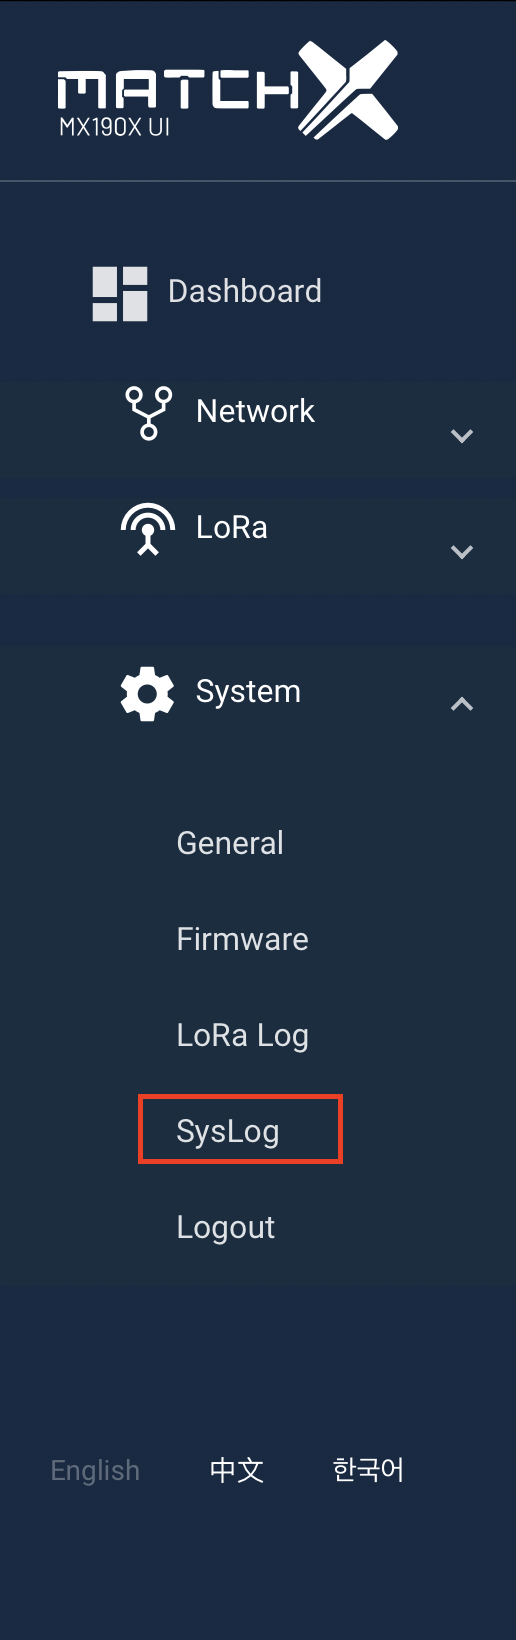 MATCHX
MX190X UI
Dashboard
Network
LoRa
System
General
Firmware
LoRa Log
SysLog
Logout
English 中文 한국어